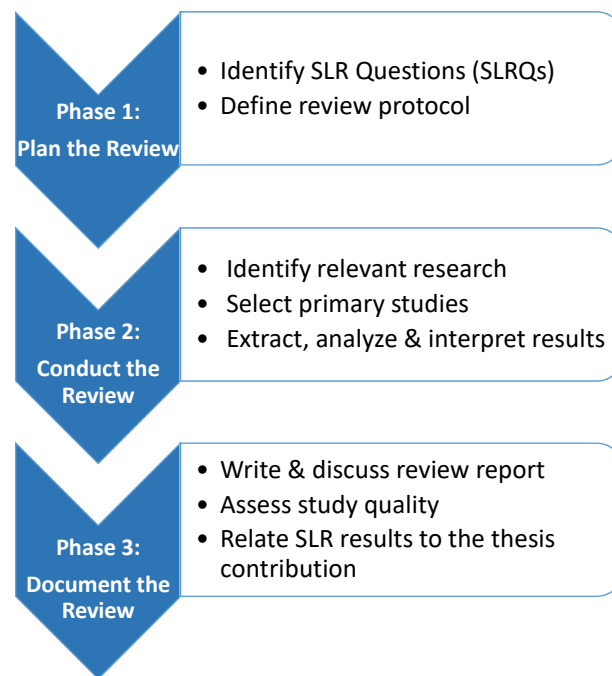 Phase 1:
Plan the Review
• Identify SLR Questions (SLRQs)
• Define review protocol
Phase 2:
Conduct the
Review
• Identify relevant research
• Select primary studies
• Extract, analyze & interpret results
Phase 3:
Document the
Review
• Write & discuss review report
• Assess study quality
• Relate SLR results to the thesis
contribution